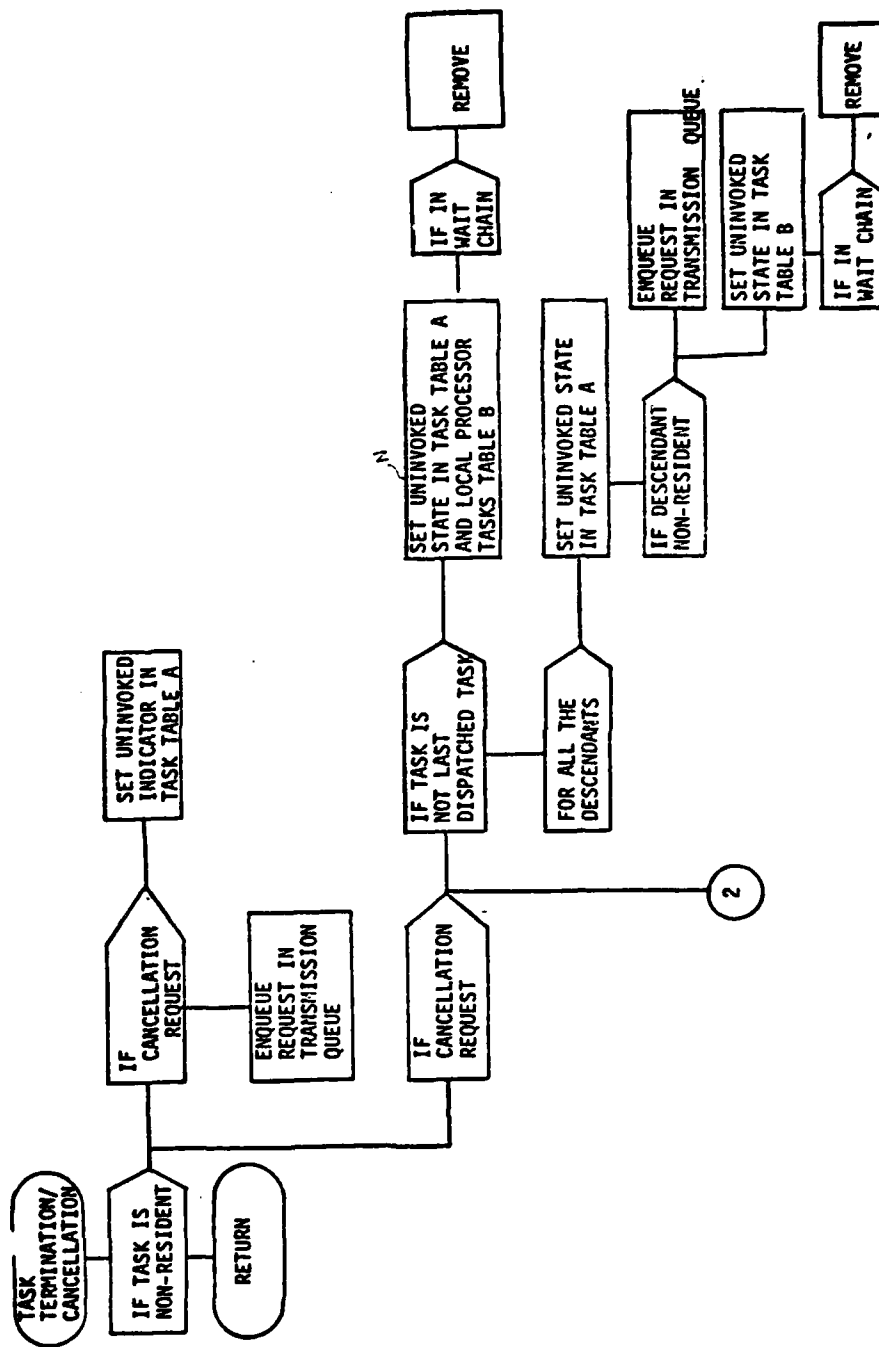 TASK
TERMINATION/
CANCELLATION
IF TASK IS
NON-RESIDENT
RETURN
IF
CANCELLATION
REQUEST
SET UNINVOKED
INDICATOR IN
TASK TABLE A
ENQUEUE
REQUEST IN
TRANSMISSION
QUEUE
IF
CANCELLATION
REQUEST
2
IF TASK IS
NOT LAST
DISPATCHED TASK
N
SET UNINVOKED
STATE IN TASK TABLE A
AND LOCAL PROCESSOR
TASKS TABLE B
IF IN
WAIT
CHAIN
REMOVE
FOR ALL THE
DESCENDANTS
SET UNINVOKED STATE
IN TASK TABLE A
IF DESCENDANT
NON-RESIDENT
ENQUEUE
REQUEST IN
TRANSMISSION QUEUE
SET UNINVOKED
STATE IN TASK
TABLE B
IF IN
WAIT CHAIN
REMOVE